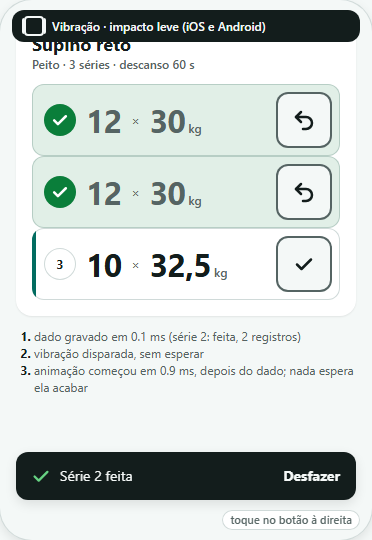 Vibração · impacto leve (iOS e Android)
Supino reto
Peito · 3 séries · descanso 60 s
12 × 30 kg
12 × 30 kg
3 10 × 32,5 kg
1. dado gravado em 0.1 ms (série 2: feita, 2 registros)
2. vibração disparada, sem esperar
3. animação começou em 0.9 ms, depois do dado; nada espera
ela acabar
Série 2 feita Desfazer
toque no botão à direita